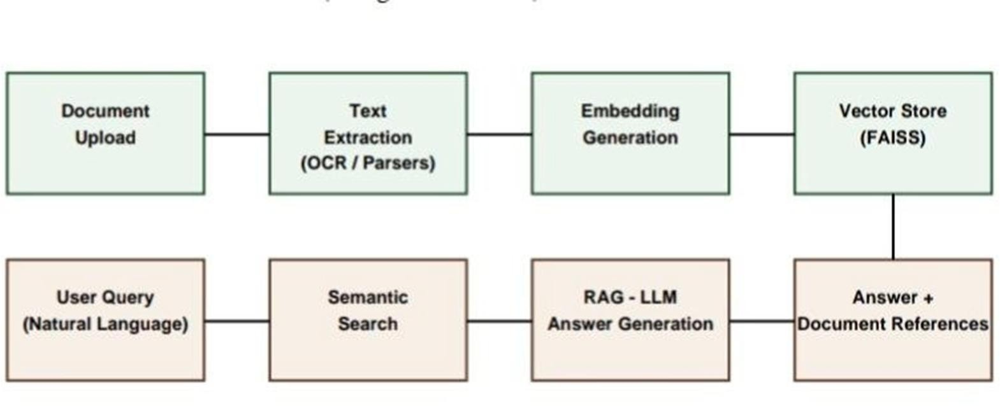 Document
Upload
Text
Extraction
(OCR / Parsers)
Embedding
Generation
Vector Store
(FAISS)
User Query
(Natural Language)
Semantic
Search
RAG - LLM
Answer Generation
Answer +
Document References